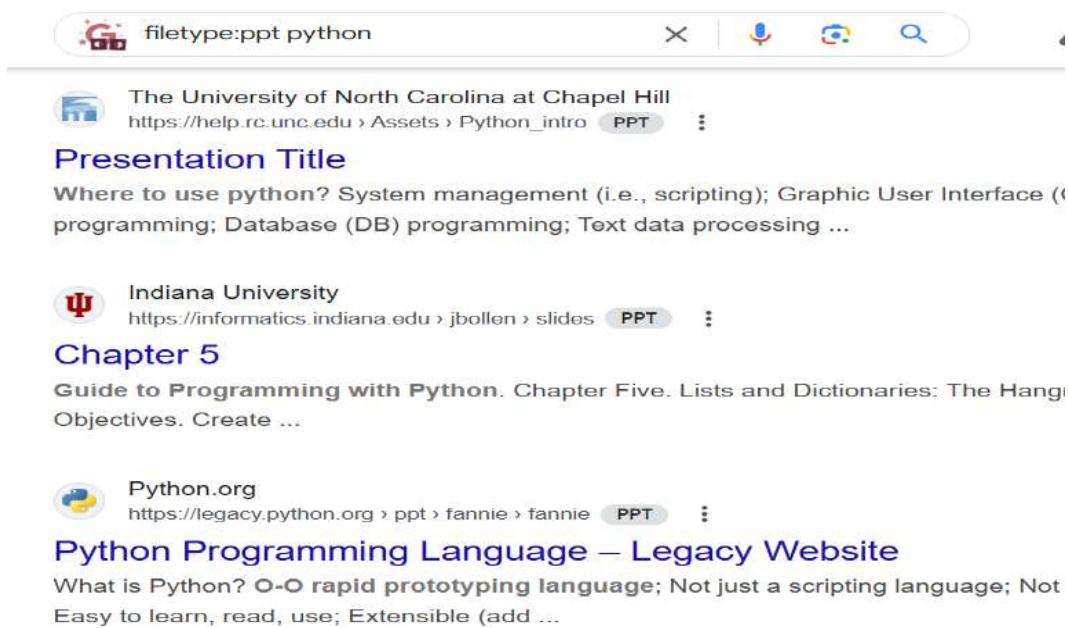 filetype:ppt python
The University of North Carolina at Chapel Hill
https://help.rc.unc.edu › Assets › Python_intro PPT
Presentation Title
Where to use python? System management (i.e., scripting); Graphic User Interface (
programming; Database (DB) programming; Text data processing ...
Indiana University
https://informatics.indiana.edu › jbollen › slides PPT
Chapter 5
Guide to Programming with Python. Chapter Five. Lists and Dictionaries: The Hang
Objectives. Create ...
Python.org
https://legacy.python.org › ppt › fannie › fannie PPT
Python Programming Language – Legacy Website
What is Python? O-O rapid prototyping language; Not just a scripting language; Not
Easy to learn, read, use; Extensible (add ...